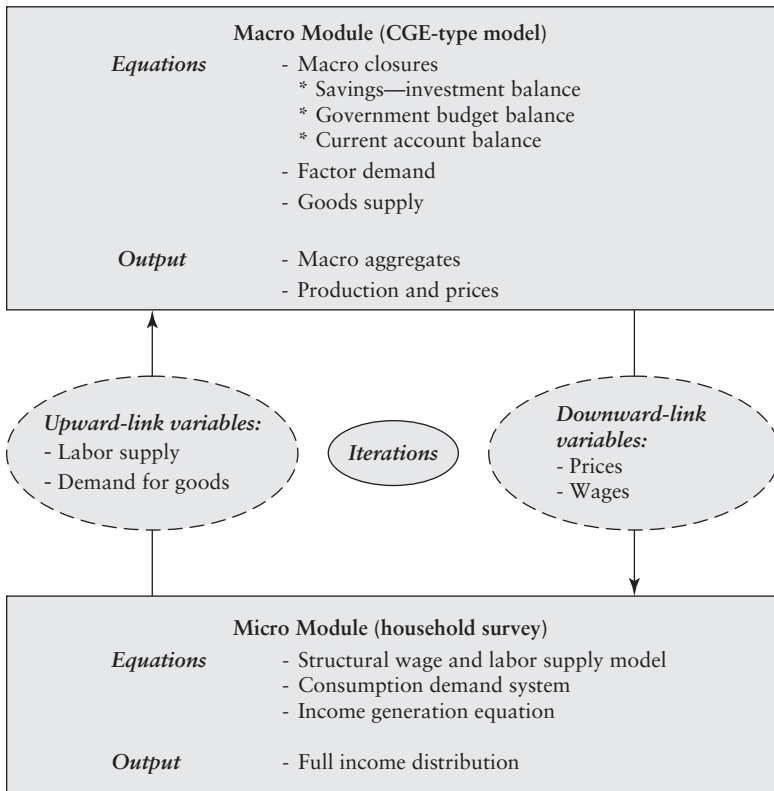 Macro Module (CGE-type model)
Equations - Macro closures
* Savings—investment balance
* Government budget balance
* Current account balance
- Factor demand
- Goods supply
Output - Macro aggregates
- Production and prices
Upward-link variables:
- Labor supply
- Demand for goods
Iterations
Downward-link
variables:
- Prices
- Wages
Micro Module (household survey)
Equations - Structural wage and labor supply model
- Consumption demand system
- Income generation equation
Output - Full income distribution